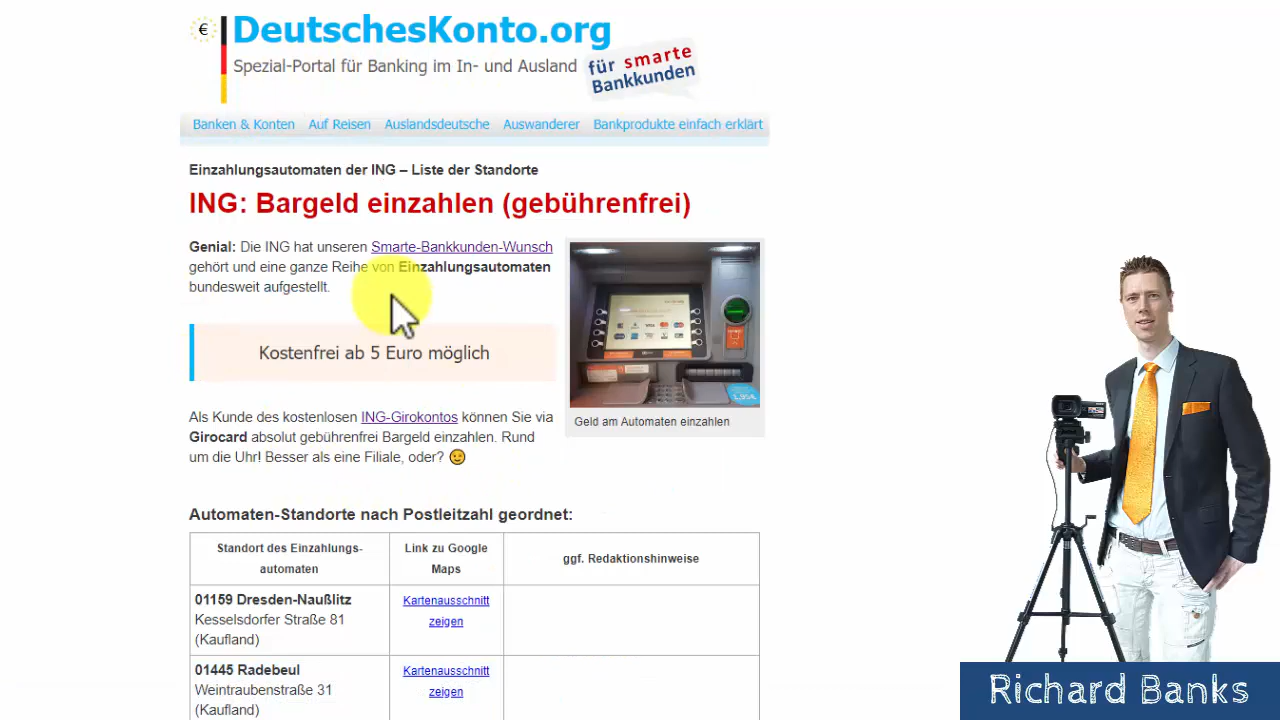 €
DeutschesKonto.org
Spezial-Portal für Banking im In- und Ausland
für smarte
Bankkunden
Banken & Konten Auf Reisen Auslandsdeutsche Auswanderer Bankprodukte einfach erklärt
Einzahlungsautomaten der ING – Liste der Standorte
ING: Bargeld einzahlen (gebührenfrei)
Genial: Die ING hat unseren Smarte-Bankkunden-Wunsch
gehört und eine ganze Reihe von Einzahlungsautomaten
bundesweit aufgestellt.
Kostenfrei ab 5 Euro möglich
1,95€
Geld am Automaten einzahlen
Als Kunde des kostenlosen ING-Girokontos können Sie via
Girocard absolut gebührenfrei Bargeld einzahlen. Rund
um die Uhr! Besser als eine Filiale, oder?
Automaten-Standorte nach Postleitzahl geordnet:
Standort des Einzahlungs-
automaten
Link zu Google
Maps
ggf. Redaktionshinweise
01159 Dresden-Naußlitz
Kesselsdorfer Straße 81
(Kaufland)
Kartenausschnitt
zeigen
01445 Radebeul
Weintraubenstraße 31
(Kaufland)
Kartenausschnitt
zeigen
Richard Banks